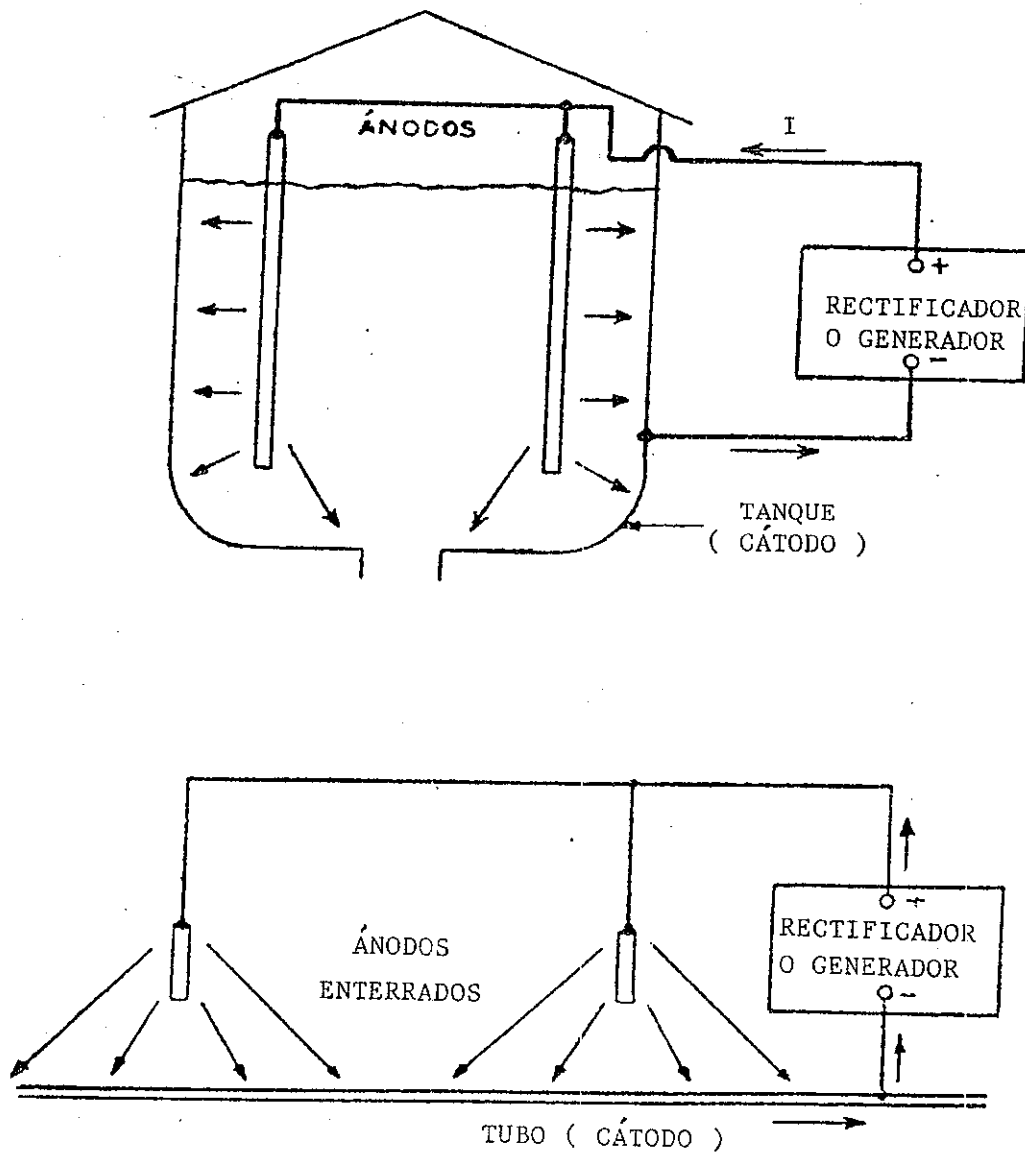 ÁNODOS
I
+
RECTIFICADOR
O GENERADOR
-
TANQUE
( CÁTODO )
+
RECTIFICADOR
O GENERADOR
-
ÁNODOS
ENTERRADOS
TUBO ( CÁTODO )